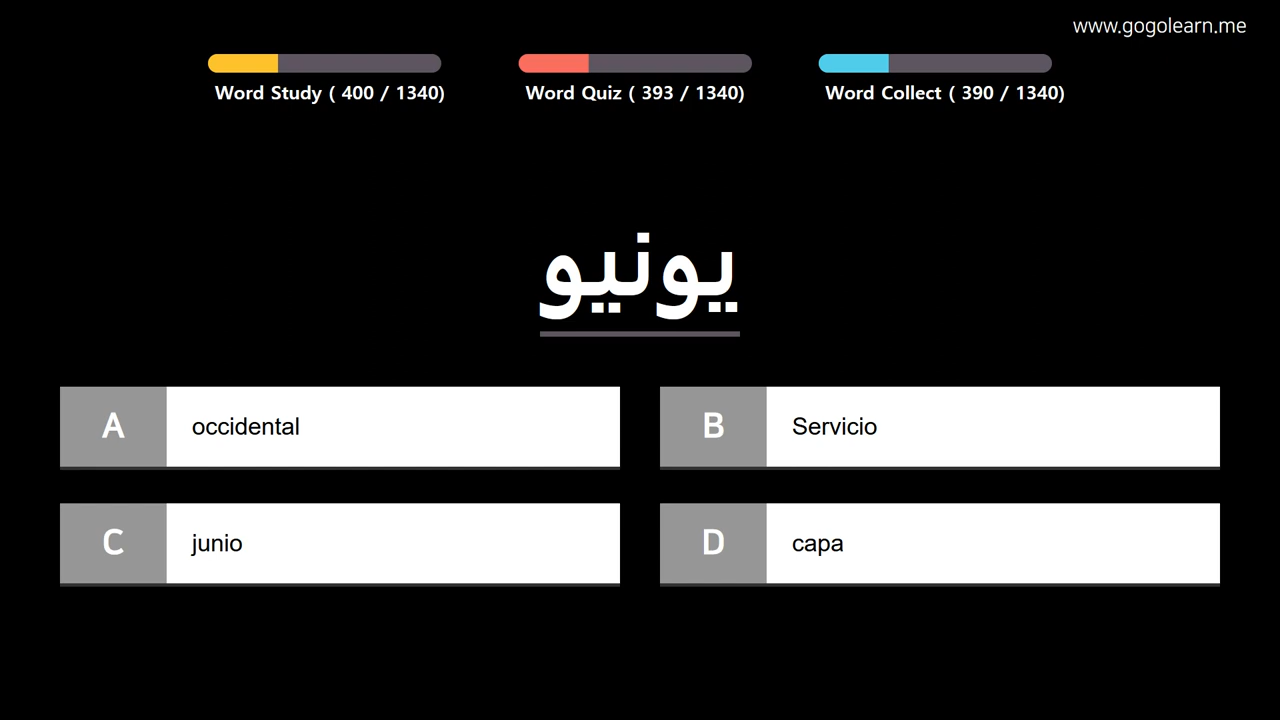 www.gogolearn.me
Word Study ( 400 / 1340)
Word Quiz ( 393 / 1340)
Word Collect ( 390 / 1340)
يونيو
A occidental
B Servicio
C junio
D capa